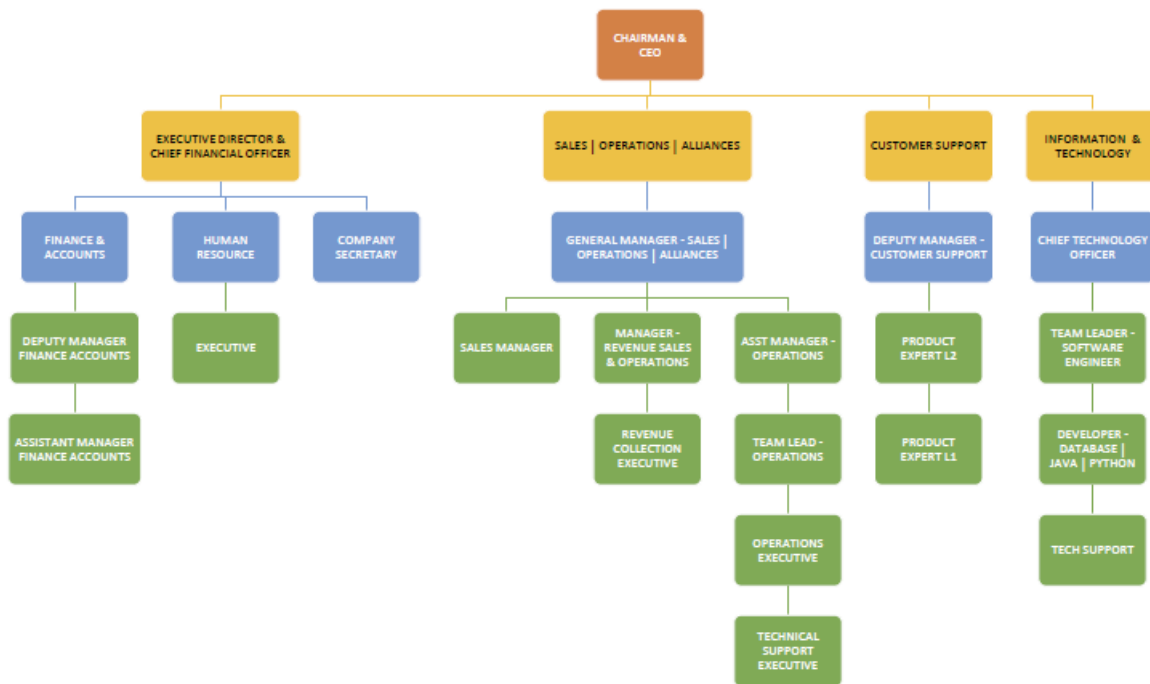 CHAIRMAN &
CEO
EXECUTIVE DIRECTOR &
CHIEF FINANCIAL OFFICER
SALES | OPERATIONS | ALLIANCES
CUSTOMER SUPPORT
INFORMATION &
TECHNOLOGY
FINANCE &
ACCOUNTS
HUMAN
RESOURCE
COMPANY
SECRETARY
GENERAL MANAGER - SALES |
OPERATIONS | ALLIANCES
DEPUTY MANAGER -
CUSTOMER SUPPORT
CHIEF TECHNOLOGY
OFFICER
DEPUTY MANAGER
FINANCE ACCOUNTS
EXECUTIVE
SALES MANAGER
MANAGER -
REVENUE SALES
& OPERATIONS
ASST MANAGER -
OPERATIONS
PRODUCT
EXPERT L2
TEAM LEADER -
SOFTWARE
ENGINEER
ASSISTANT MANAGER
FINANCE ACCOUNTS
REVENUE
COLLECTION
EXECUTIVE
TEAM LEAD -
OPERATIONS
PRODUCT
EXPERT L1
DEVELOPER -
DATABASE |
JAVA | PYTHON
OPERATIONS
EXECUTIVE
TECH SUPPORT
TECHNICAL
SUPPORT
EXECUTIVE